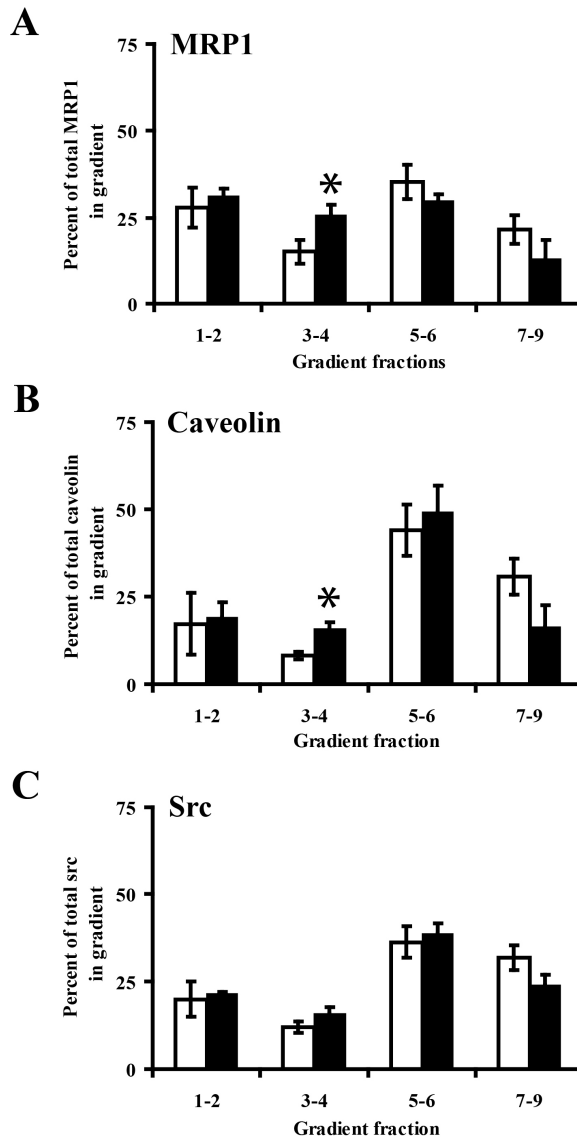 A
MRP1
Percent of total MRP1
in gradient
75
50
25
0
*
1-2 3-4 5-6 7-9
Gradient fractions
B
Caveolin
Percent of total caveolin
in gradient
75
50
25
0
*
1-2 3-4 5-6 7-9
Gradient fraction
C
Src
Percent of total src
in gradient
75
50
25
0
1-2 3-4 5-6 7-9
Gradient fraction